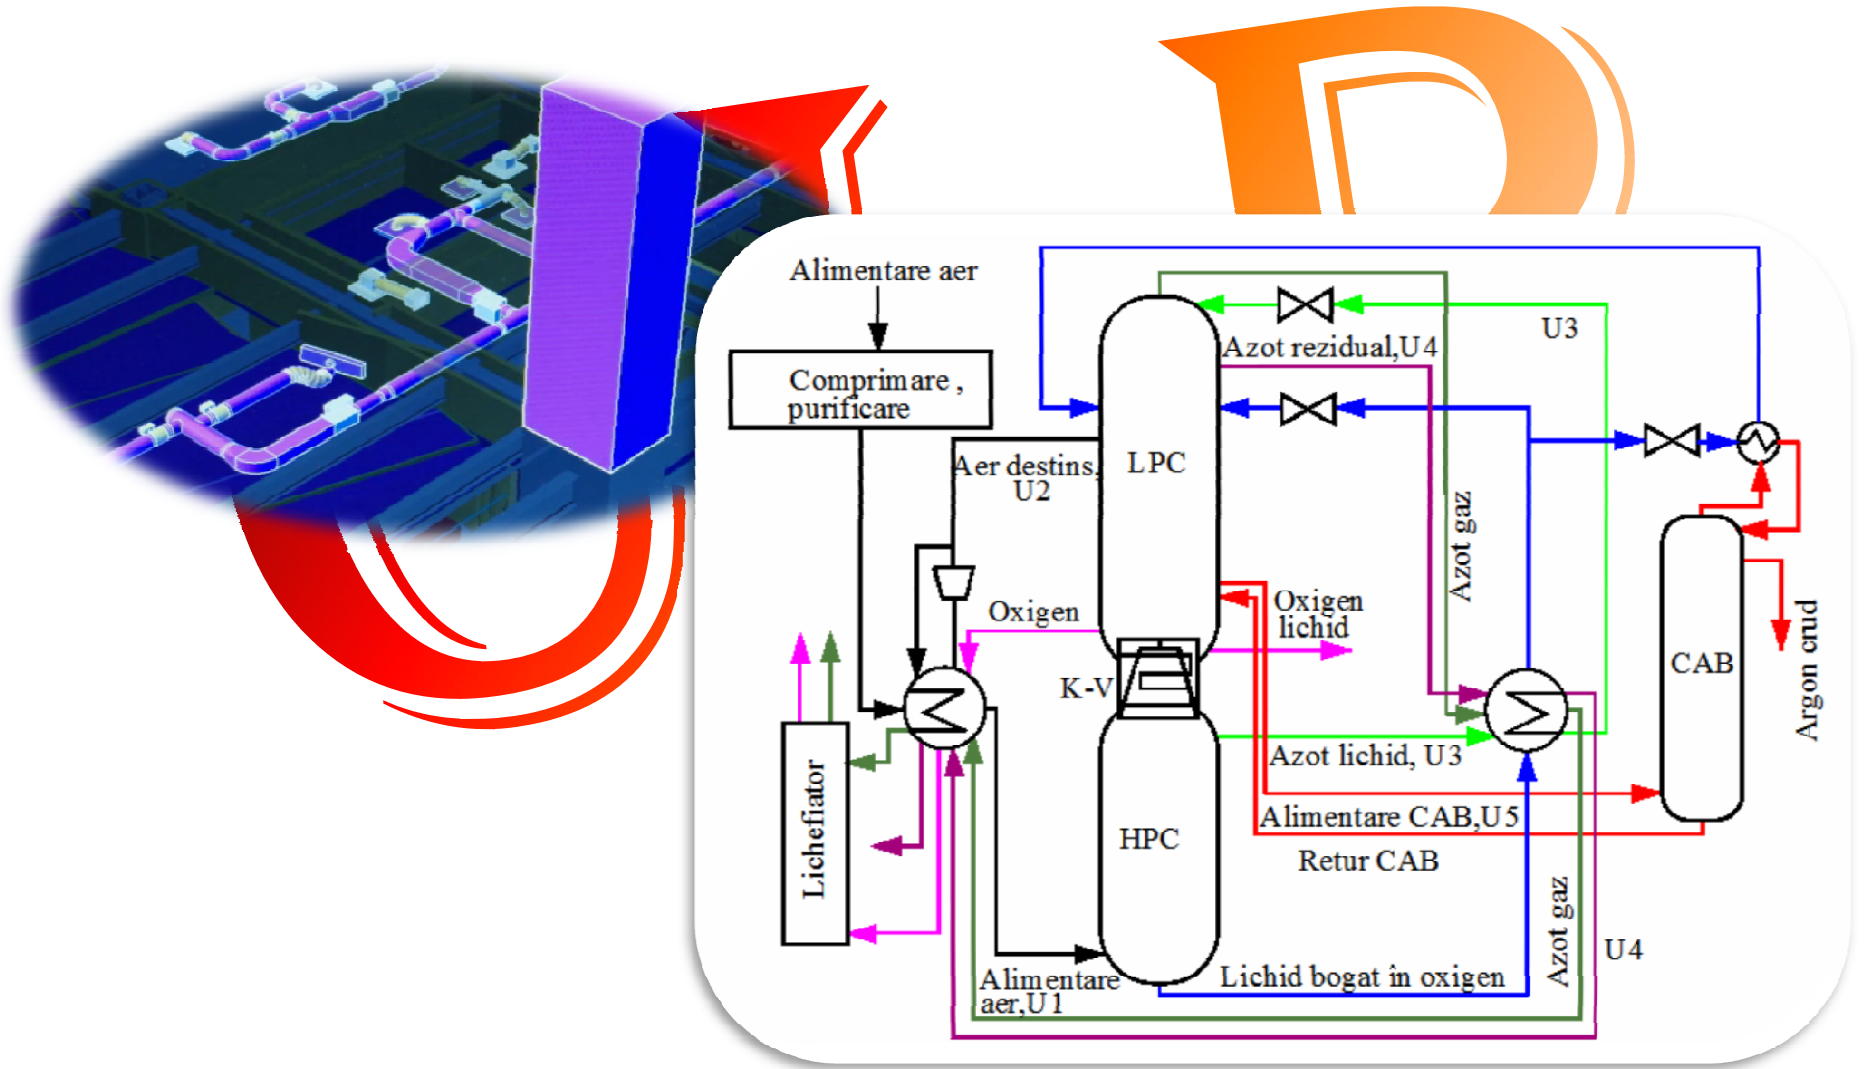 Alimentare aer
Comprimare ,
purificare
U3
Azot rezidual,U4
Aer destins,
U2
LPC
Azot gaz
Oxigen
Oxigen
lichid
K-V
CAB
Argon crud
Azot lichid, U3
Alimentare CAB,U5
HPC
Retur CAB
Lichefiator
Azot gaz
U4
Alimentare
aer,U1
Lichid bogat in oxigen